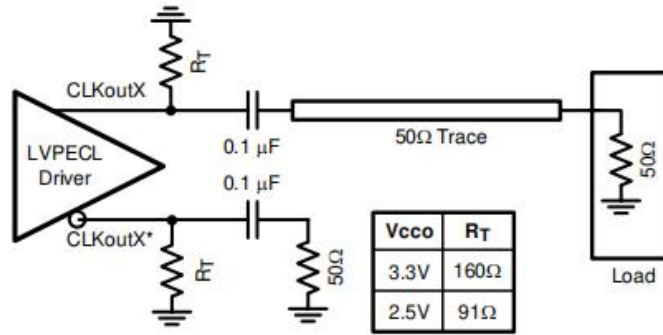 RT
CLKoutX
LVPECL
Driver
0.1 μF
50Ω Trace
50Ω
0.1 μF
CLKoutX*
RT
50Ω
Vcco RT
3.3V 160Ω
2.5V 91Ω
Load